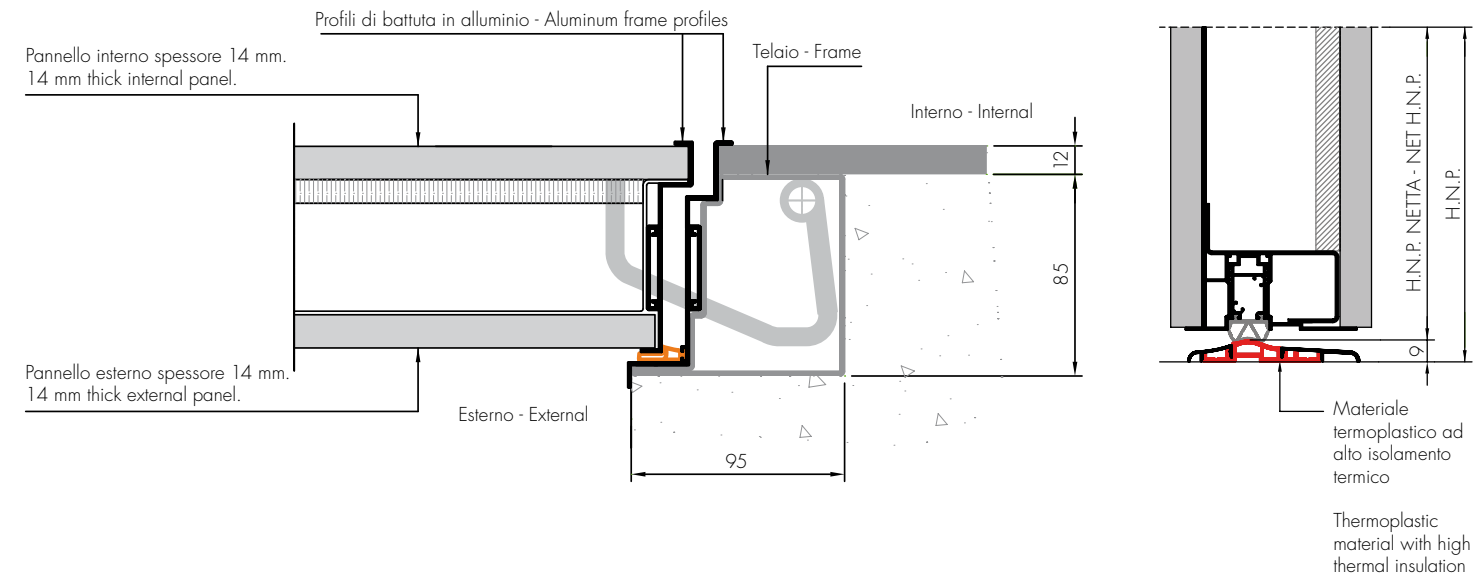 Profili di battuta in alluminio - Aluminum frame profiles
Pannello interno spessore 14 mm.
14 mm thick internal panel.
Telaio - Frame
Interno - Internal
12
85
Pannello esterno spessore 14 mm.
14 mm thick external panel.
Esterno - External
95
H.N.P. NETTA - NET H.N.P.
H.N.P.
9
Materiale
termoplastico ad
alto isolamento
termico
Thermoplastic
material with high
thermal insulation